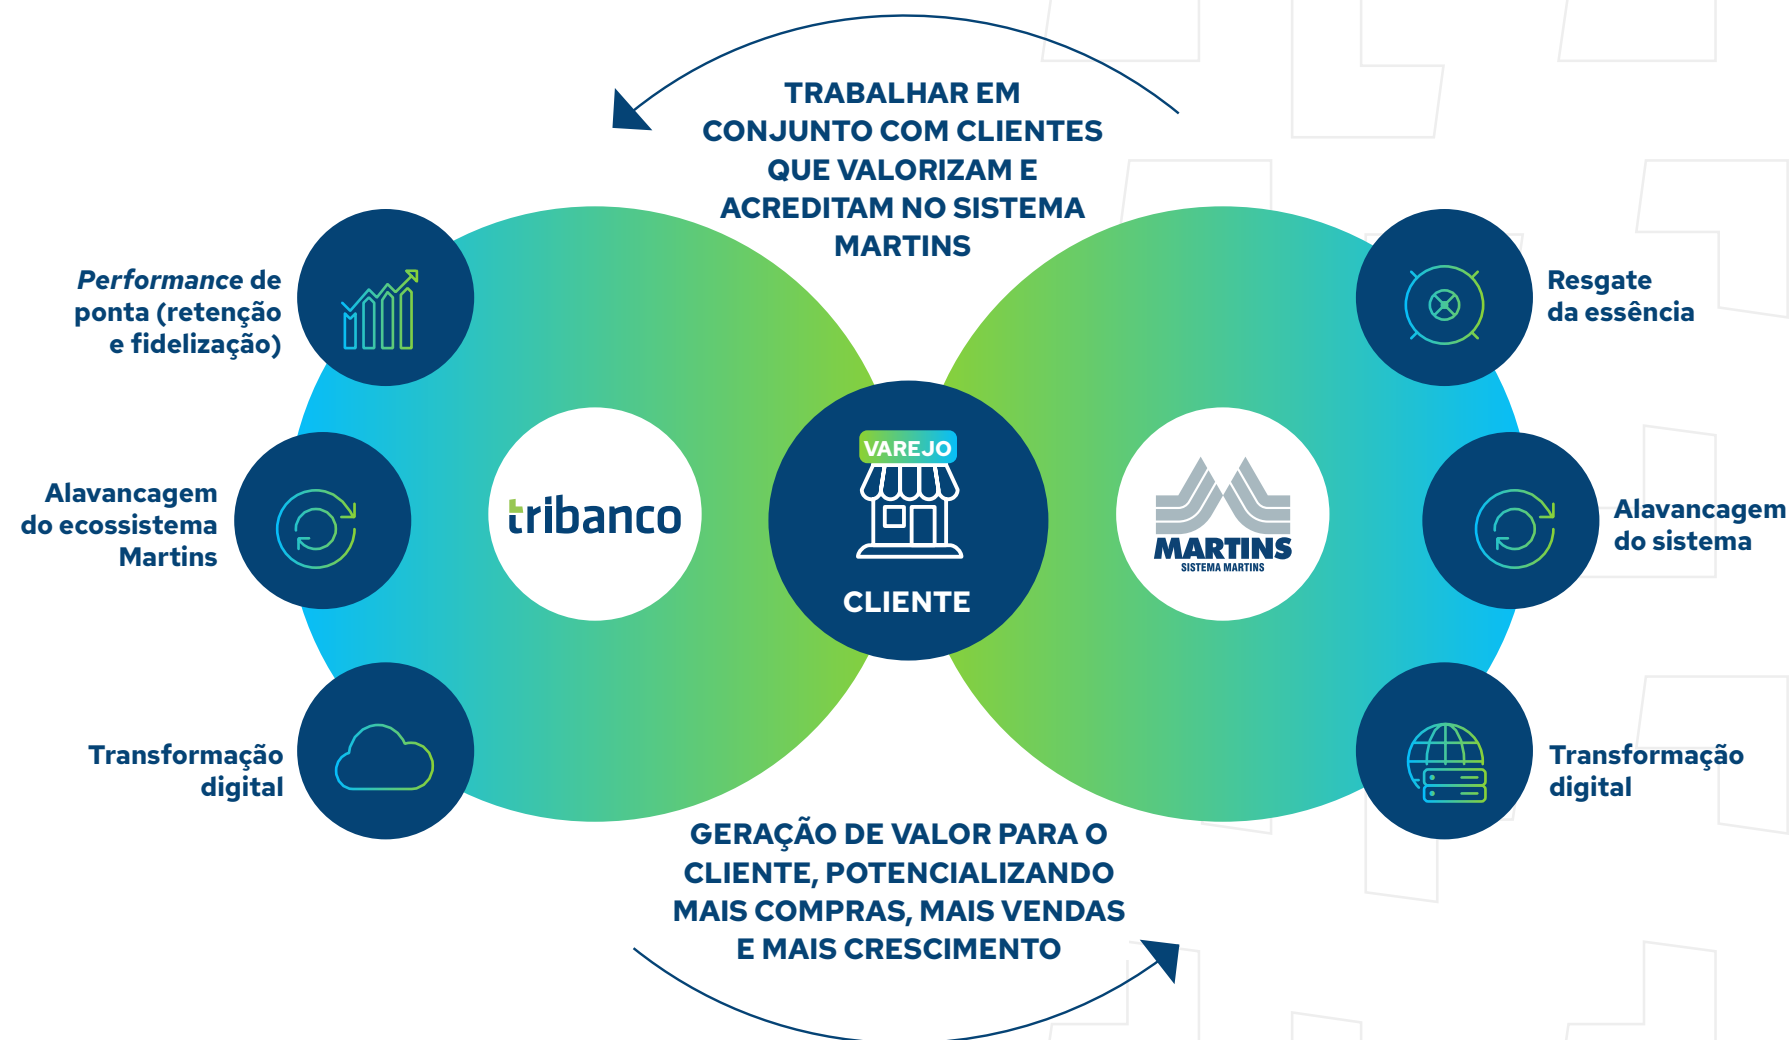 TRABALHAR EM
CONJUNTO COM CLIENTES
QUE VALORIZAM E
ACREDITAM NO SISTEMA
MARTINS
Performance de
ponta (retenção
e fidelização)
Alavancagem
do ecossistema
Martins
Transformação
digital
tribanco
VAREJO
CLIENTE
MARTINS
SISTEMA MARTINS
Resgate
da essência
Alavancagem
do sistema
Transformação
digital
GERAÇÃO DE VALOR PARA O
CLIENTE, POTENCIALIZANDO
MAIS COMPRAS, MAIS VENDAS
E MAIS CRESCIMENTO